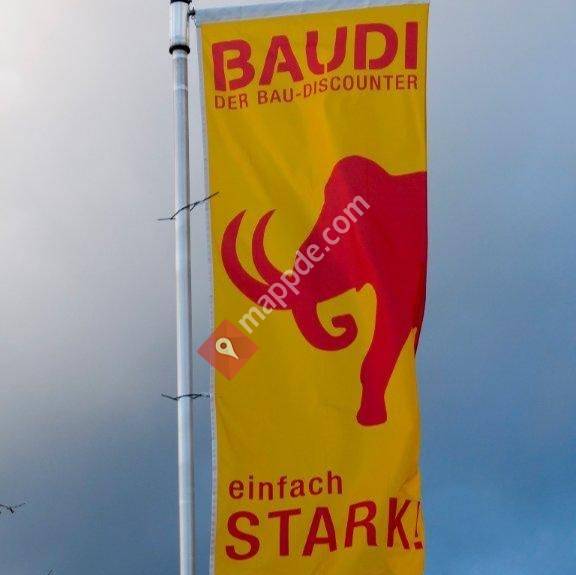 BAUDI
DER BAU-DISCOUNTER
mappde.com
einfach
STARK!